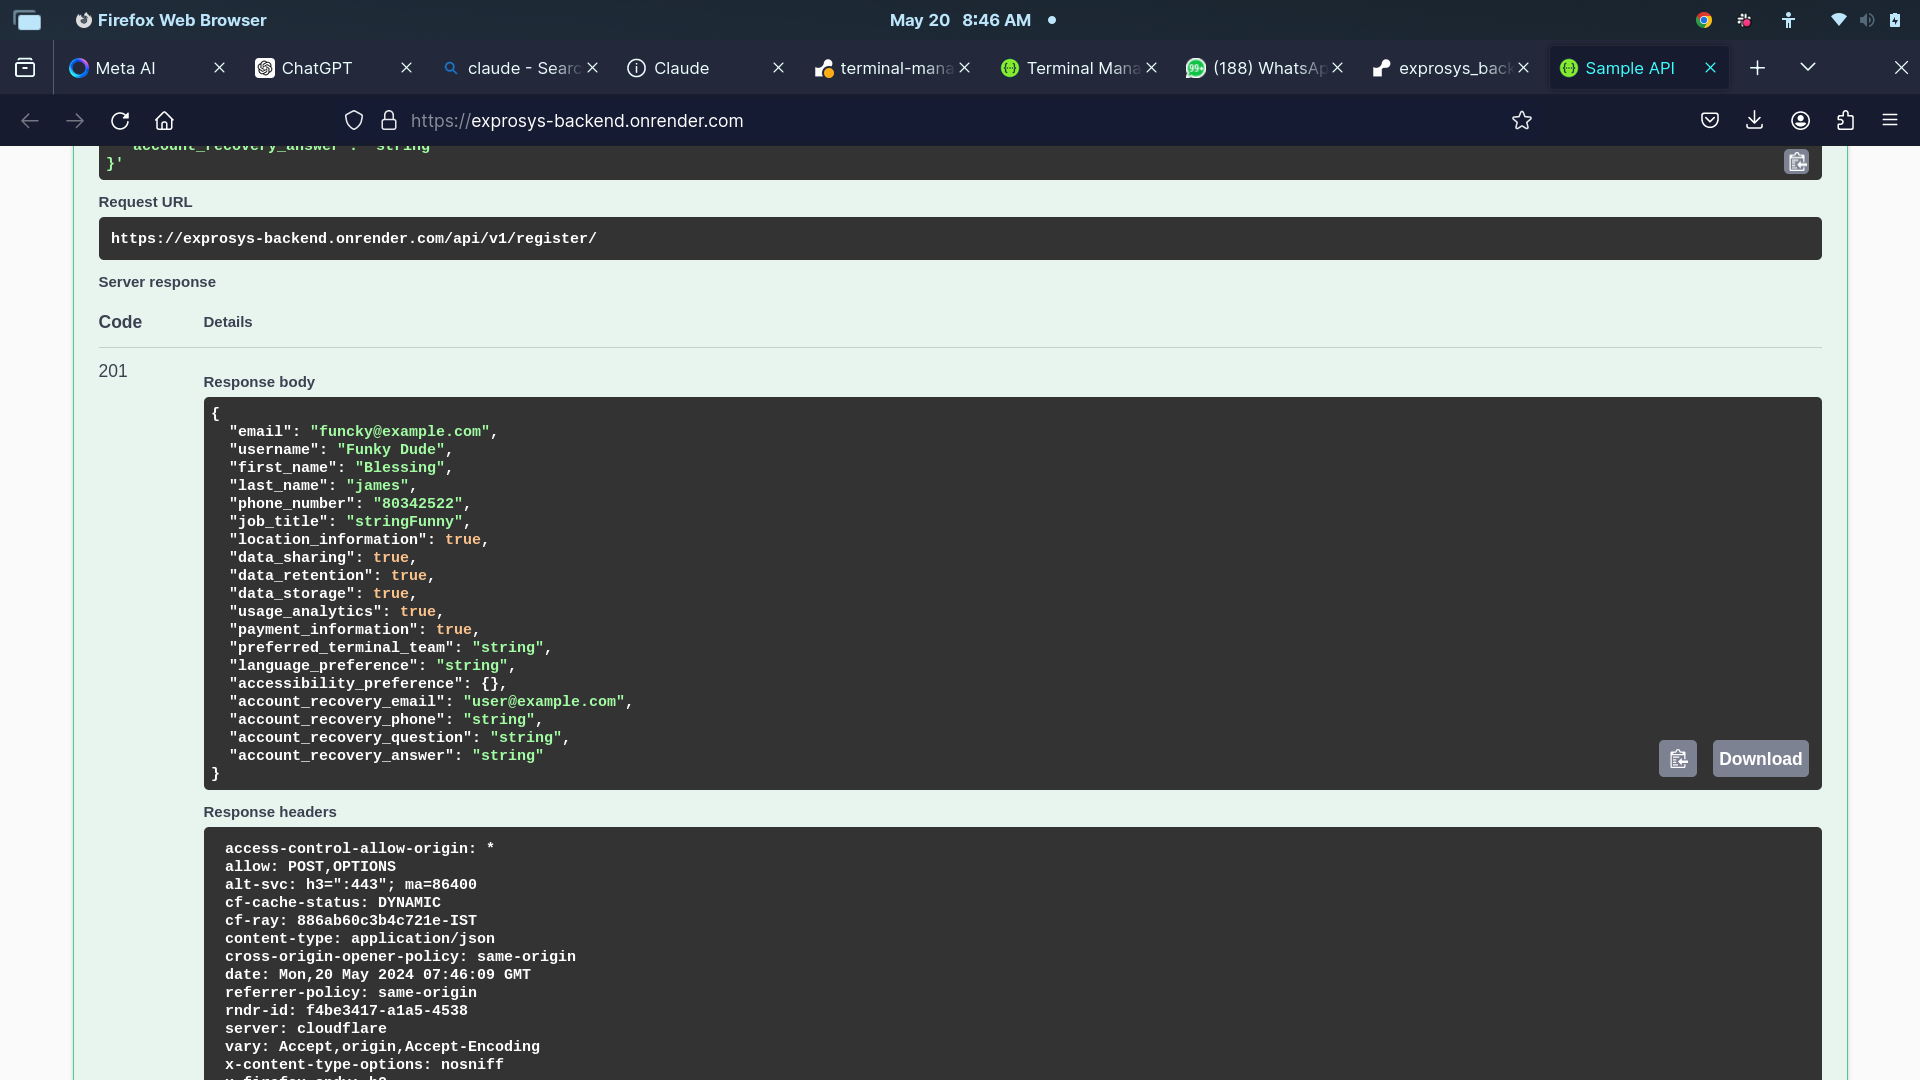 Firefox Web Browser
May 20 8:46 AM
Meta AI
ChatGPT
claude - Searc
Claude
terminal-mana
Terminal Mana
99+
(188) WhatsAp
exprosys_back
Sample API
https://exprosys-backend.onrender.com
"account_recovery_answer": "string"
}'
Request URL
https://exprosys-backend.onrender.com/api/v1/register/
Server response
Code
Details
201
Response body
{
"email": "funcky@example.com",
"username": "Funky Dude",
"first_name": "Blessing",
"last_name": "james",
"phone_number": "80342522",
"job_title": "stringFunny",
"location_information": true,
"data_sharing": true,
"data_retention": true,
"data_storage": true,
"usage_analytics": true,
"payment_information": true,
"preferred_terminal_team": "string",
"language_preference": "string",
"accessibility_preference": {},
"account_recovery_email": "user@example.com",
"account_recovery_phone": "string",
"account_recovery_question": "string",
"account_recovery_answer": "string"
}
Download
Response headers
access-control-allow-origin: *
allow: POST,OPTIONS
alt-svc: h3=":443"; ma=86400
cf-cache-status: DYNAMIC
cf-ray: 886ab60c3b4c721e-IST
content-type: application/json
cross-origin-opener-policy: same-origin
date: Mon,20 May 2024 07:46:09 GMT
referrer-policy: same-origin
rndr-id: f4be3417-a1a5-4538
server: cloudflare
vary: Accept,origin,Accept-Encoding
x-content-type-options: nosniff